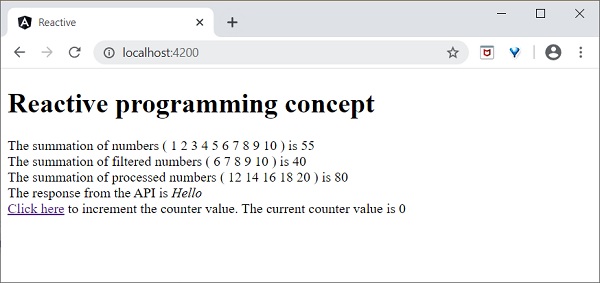 Reactive
localhost:4200
Reactive programming concept
The summation of numbers ( 1 2 3 4 5 6 7 8 9 10 ) is 55
The summation of filtered numbers ( 6 7 8 9 10 ) is 40
The summation of processed numbers ( 12 14 16 18 20 ) is 80
The response from the API is Hello
Click here to increment the counter value. The current counter value is 0